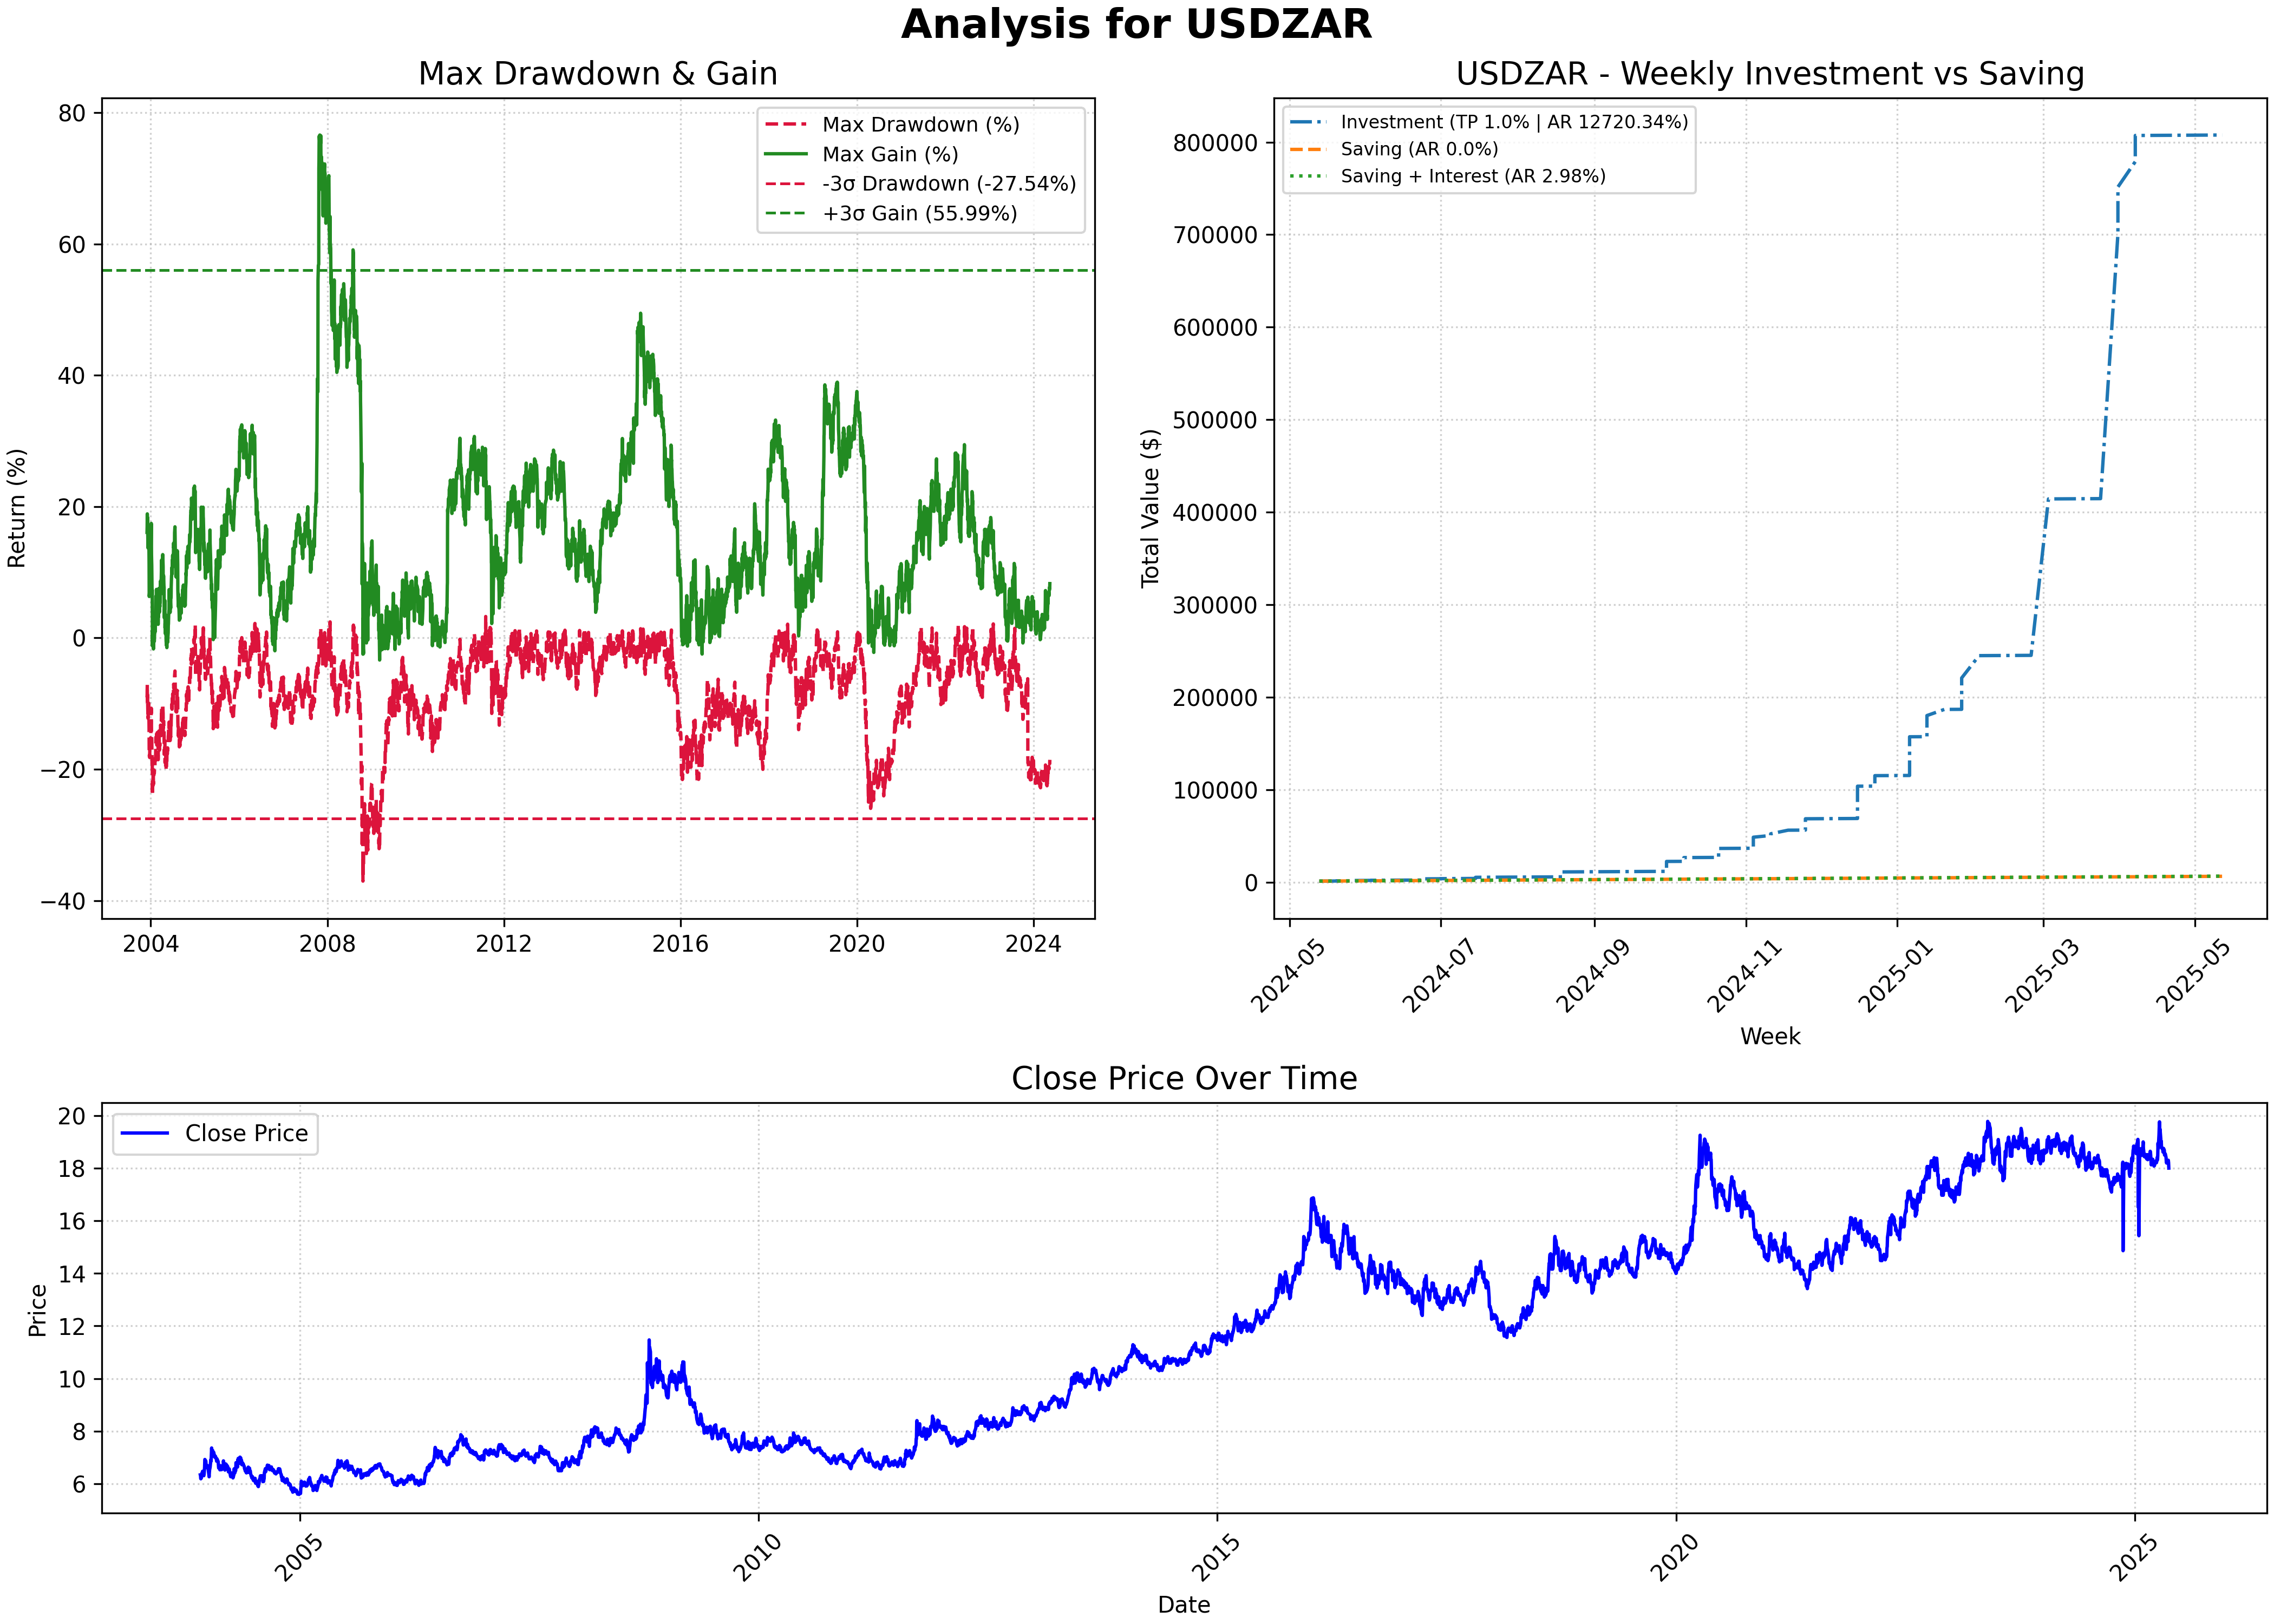 Analysis for USDZAR
Max Drawdown & Gain
Return (%)
80
60
40
20
0
−20
−40
2004
2008
2012
2016
2020
2024
Max Drawdown (%)
Max Gain (%)
-3σ Drawdown (-27.54%)
+3σ Gain (55.99%)
USDZAR - Weekly Investment vs Saving
Total Value ($)
800000
700000
600000
500000
400000
300000
200000
100000
0
2024-05
2024-07
2024-09
2024-11
2025-01
2025-03
2025-05
Week
Investment (TP 1.0% | AR 12720.34%)
Saving (AR 0.0%)
Saving + Interest (AR 2.98%)
Close Price Over Time
Price
20
18
16
14
12
10
8
6
2005
2010
2015
2020
2025
Date
Close Price